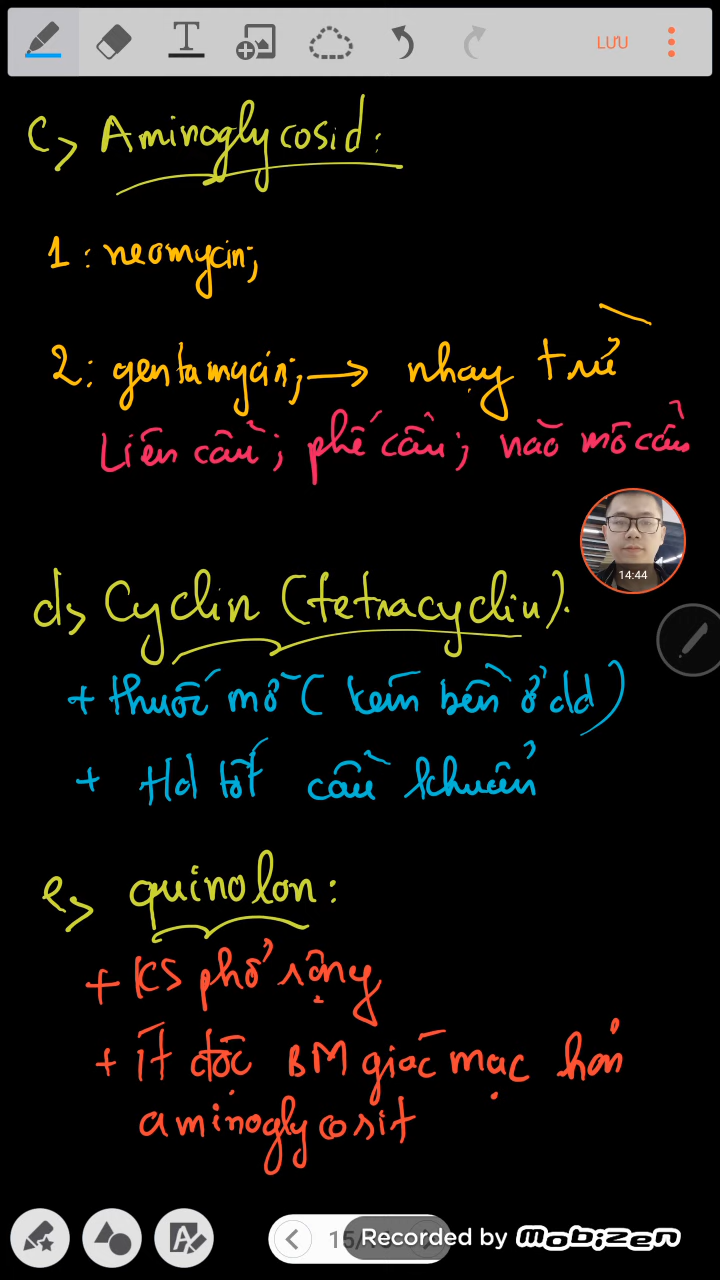 T
LƯU
c> Aminoglycosid:
1: neomycin;
2: gentamycin; → nhạy trừ
Liên cầu; phế cầu; não mô cầu
14:44
d> Cyclin (tetracyclin).
+ thuốc mỡ (kém bền ở dd)
+ Hđ tốt cầu khuẩn
e> quinolon:
+ KS phổ rộng
+ Ít độc BM giác mạc hơn
aminoglycosit
A
Recorded by mobizen